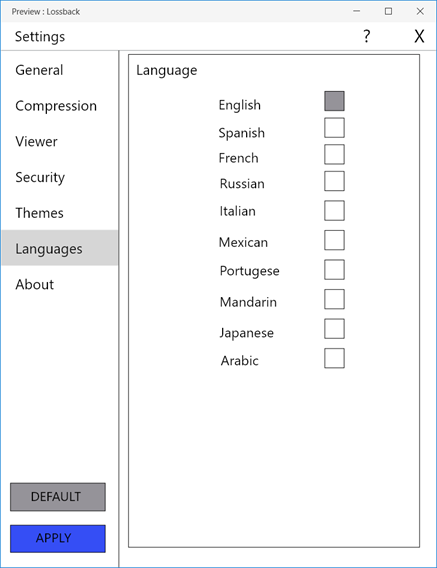 Preview : Lossback
Settings ? X
General
Compression
Viewer
Security
Themes
Languages
About
DEFAULT
APPLY
Language
English
Spanish
French
Russian
Italian
Mexican
Portugese
Mandarin
Japanese
Arabic